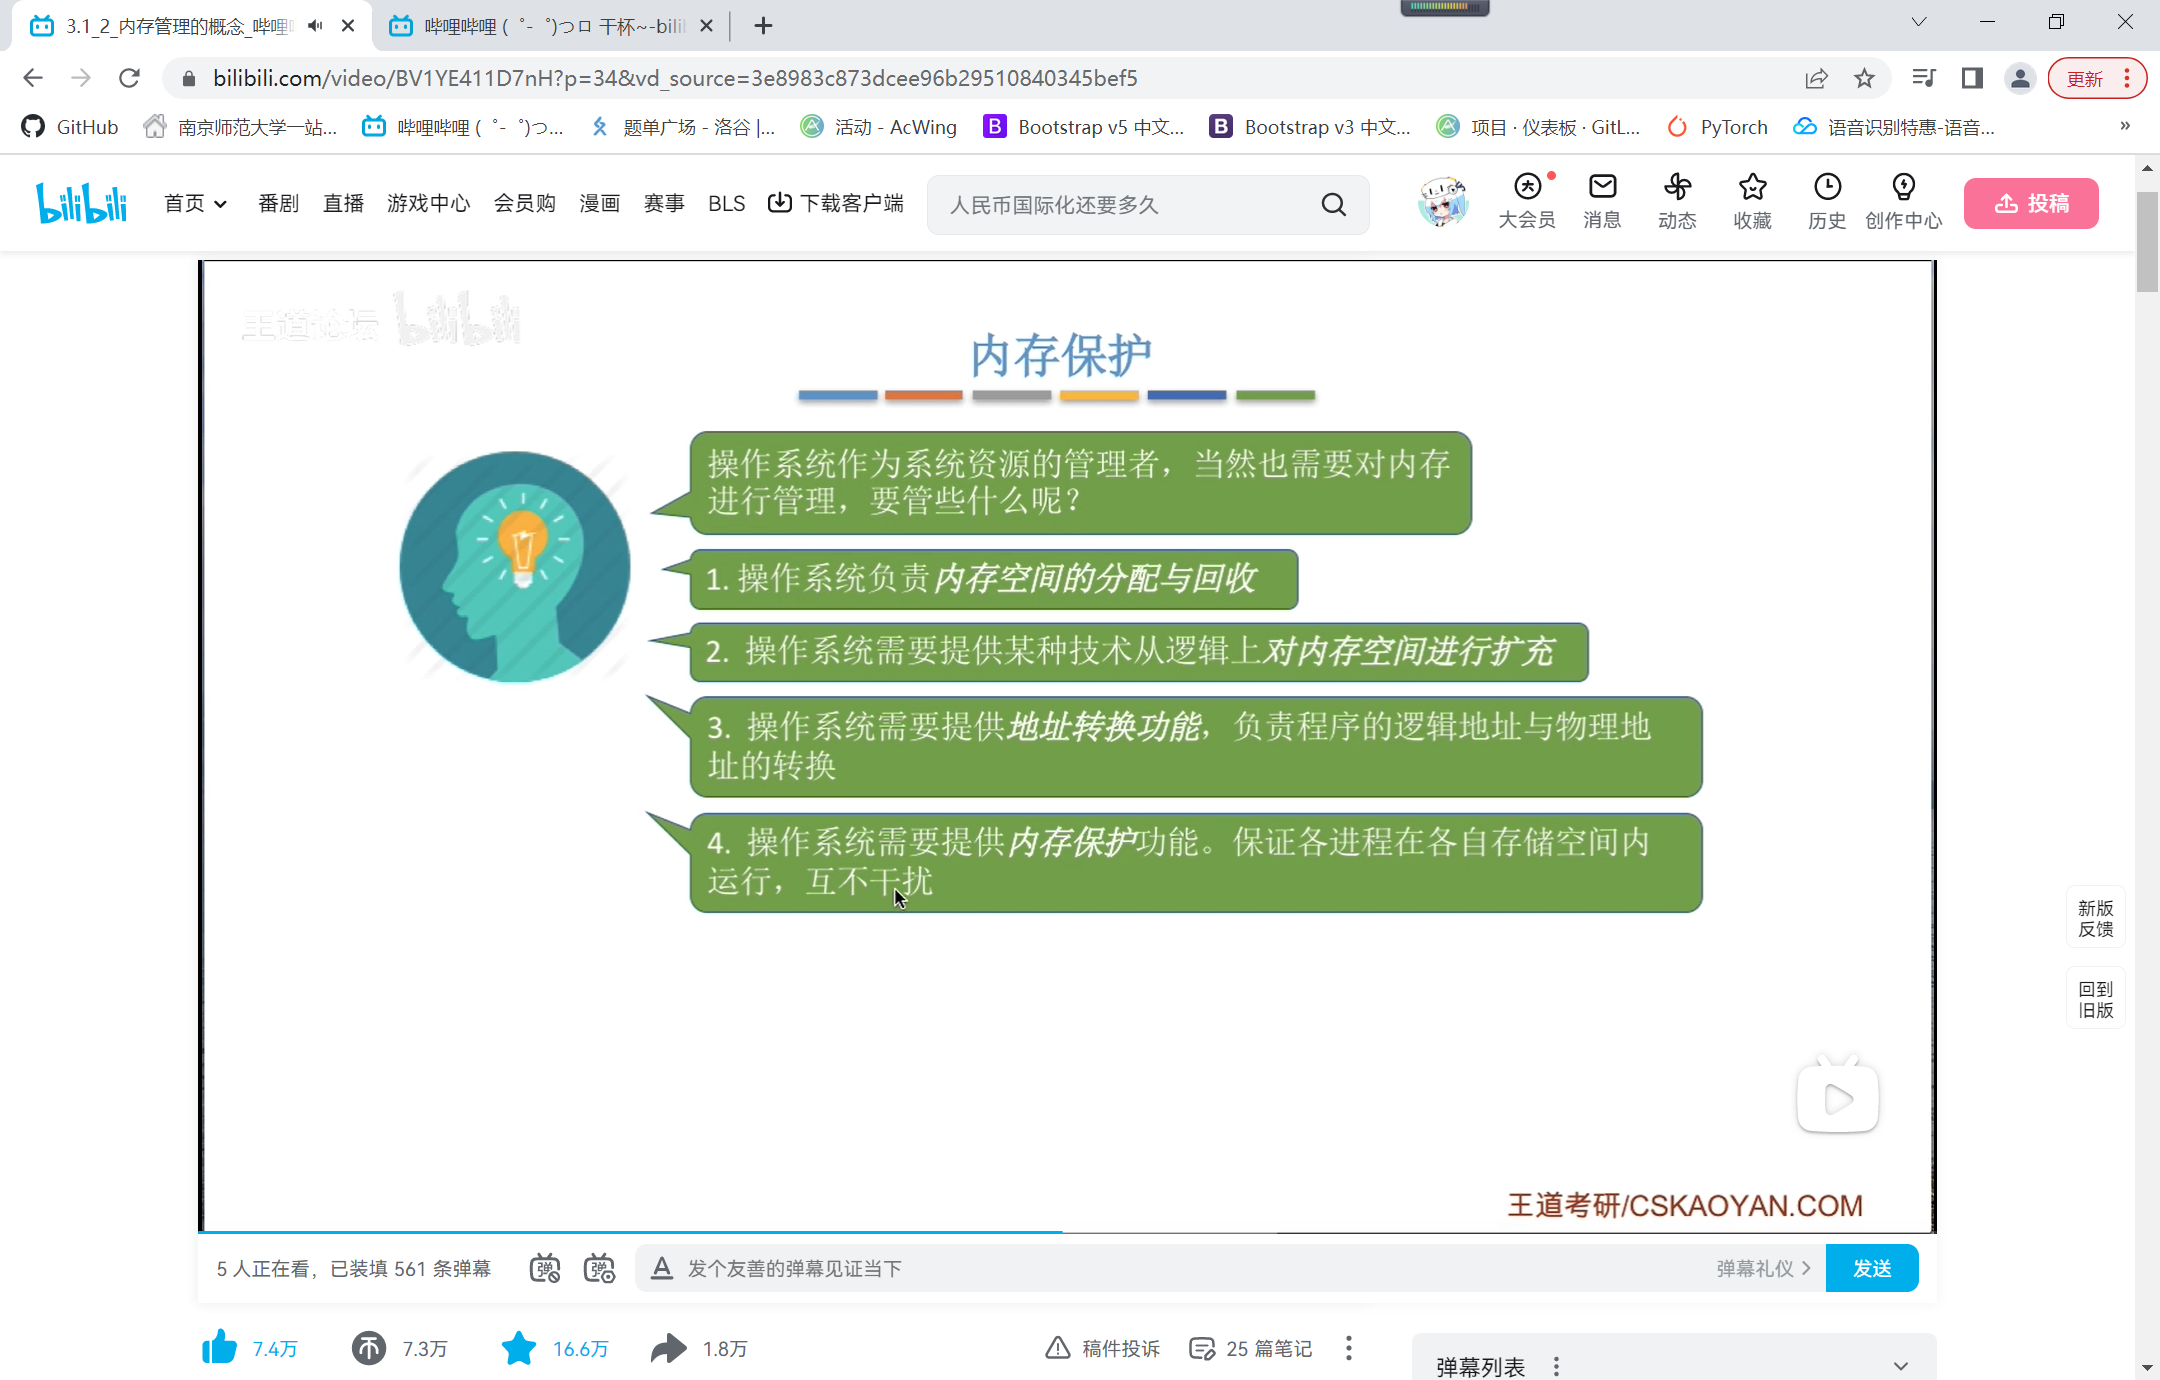 3.1_2_内存管理的概念_哔哩
哔哩哔哩 (゜-゜)つロ 干杯~-bili
bilibili.com/video/BV1YE411D7nH?p=34&vd_source=3e8983c873dcee96b29510840345bef5
更新
GitHub
南京师范大学一站...
哔哩哔哩 (゜-゜)つ...
题单广场 - 洛谷 |...
活动 - AcWing
Bootstrap v5 中文...
Bootstrap v3 中文...
项目 · 仪表板 · GitL...
PyTorch
语音识别特惠-语音...
»
bilibili
首页
番剧
直播
游戏中心
会员购
漫画
赛事
BLS
下载客户端
人民币国际化还要多久
大会员
消息
动态
收藏
历史
创作中心
投稿
王道论坛 bilibili
内存保护
操作系统作为系统资源的管理者，当然也需要对内存
进行管理，要管些什么呢？
1. 操作系统负责内存空间的分配与回收
2. 操作系统需要提供某种技术从逻辑上对内存空间进行扩充
3. 操作系统需要提供地址转换功能，负责程序的逻辑地址与物理地
址的转换
4. 操作系统需要提供内存保护功能。保证各进程在各自存储空间内
运行，互不干扰
新版
反馈
回到
旧版
王道考研/CSKAOYAN.COM
5 人正在看，已装填 561 条弹幕
发个友善的弹幕见证当下
弹幕礼仪
发送
7.4万
7.3万
16.6万
1.8万
稿件投诉
25 篇笔记
弹幕列表